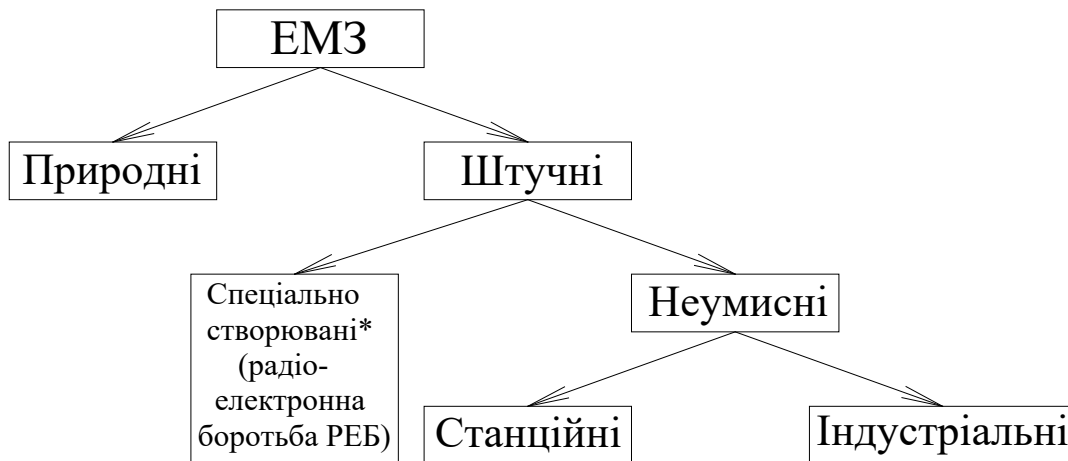 ЕМЗ
Природні
Штучні
Спеціально
створювані*
(радіо-
електронна
боротьба РЕБ)
Неумисні
Станційні
Індустріальні